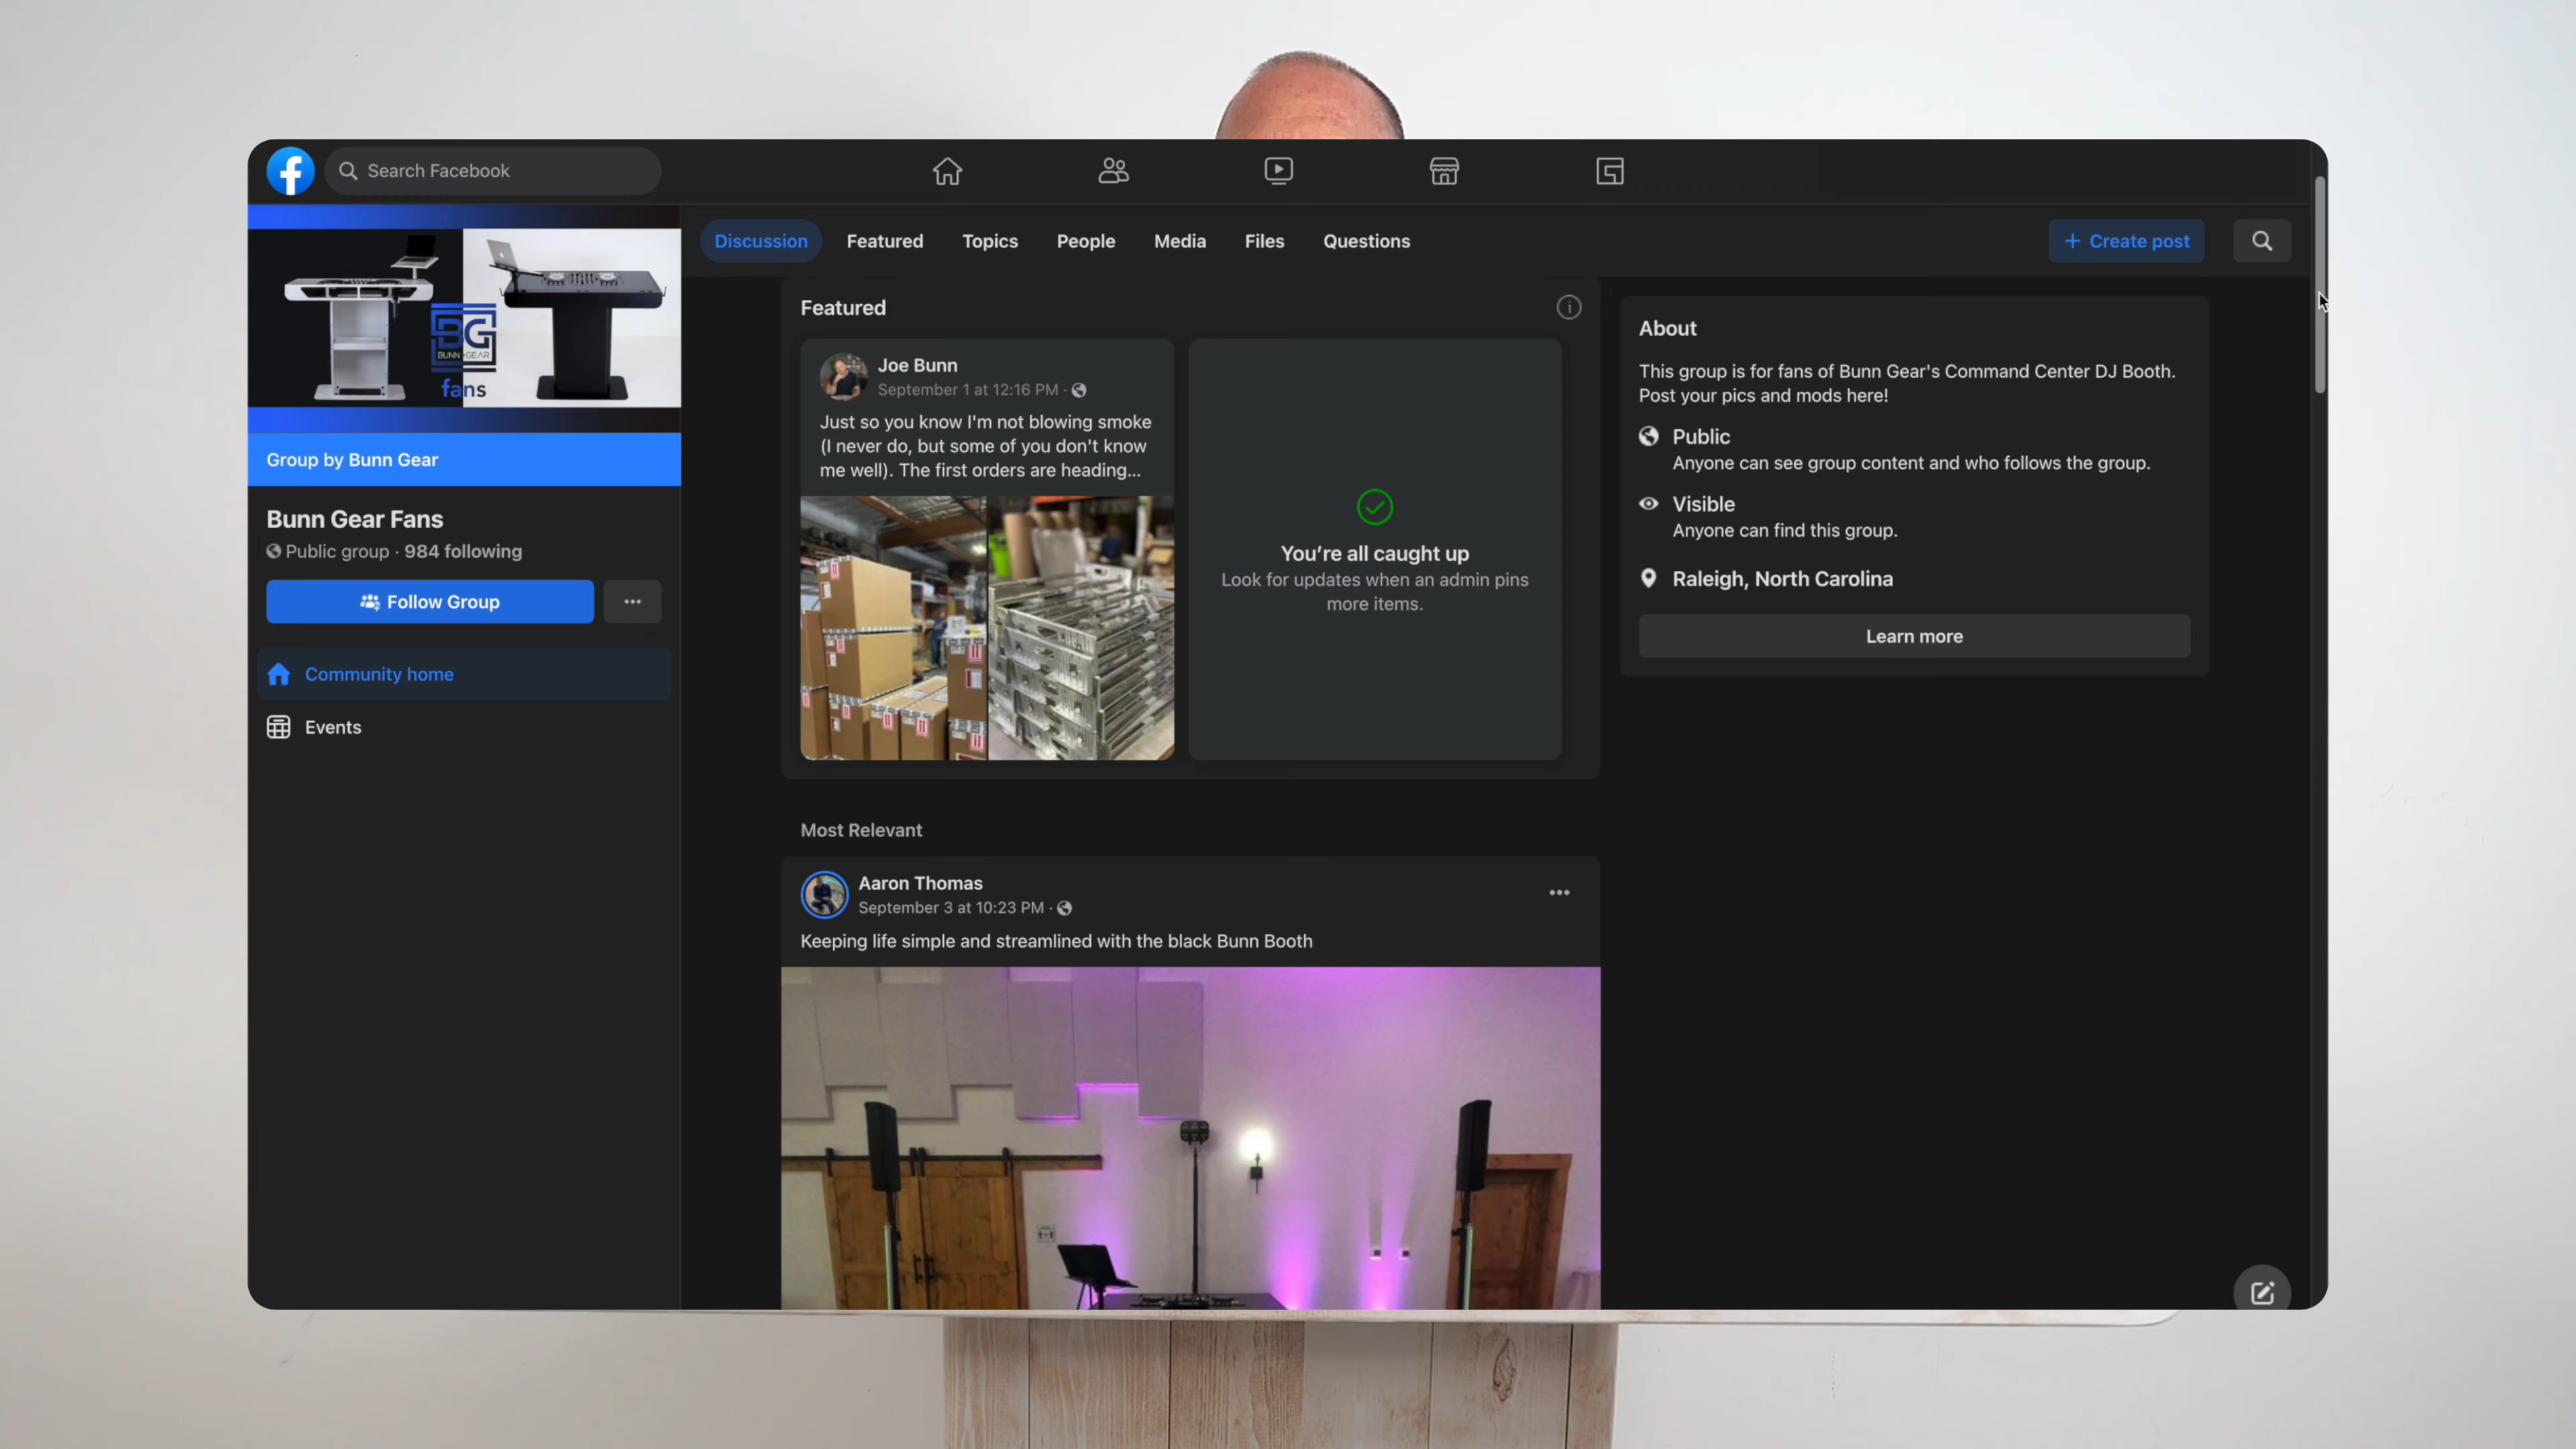 Search Facebook
BG
BUNN GEAR
fans
Group by Bunn Gear
Bunn Gear Fans
Public group · 984 following
Follow Group
Community home
Events
Discussion
Featured
Topics
People
Media
Files
Questions
+ Create post
Featured
Joe Bunn
September 1 at 12:16 PM ·
Just so you know I'm not blowing smoke
(I never do, but some of you don't know
me well). The first orders are heading...
You're all caught up
Look for updates when an admin pins
more items.
Most Relevant
Aaron Thomas
September 3 at 10:23 PM ·
Keeping life simple and streamlined with the black Bunn Booth
About
This group is for fans of Bunn Gear's Command Center DJ Booth.
Post your pics and mods here!
Public
Anyone can see group content and who follows the group.
Visible
Anyone can find this group.
Raleigh, North Carolina
Learn more